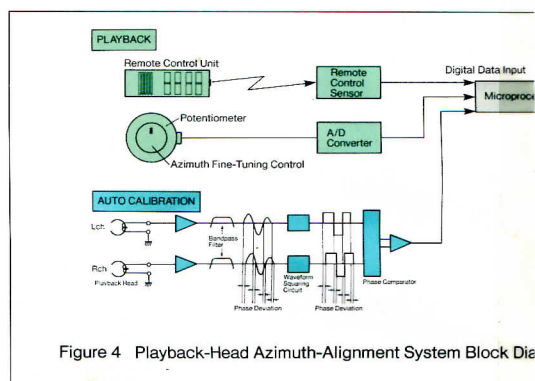 PLAYBACK
Remote Control Unit
Remote
Control
Sensor
Digital Data Input
Microproce
Potentiometer
A/D
Converter
Azimuth Fine-Tuning Control
AUTO CALIBRATION
Lch
Bandpass
Filter
Rch
Playback Head
Waveform
Squaring
Circuit
Phase Comparator
Phase Deviation
Phase Deviation
Figure 4 Playback-Head Azimuth-Alignment System Block Dia